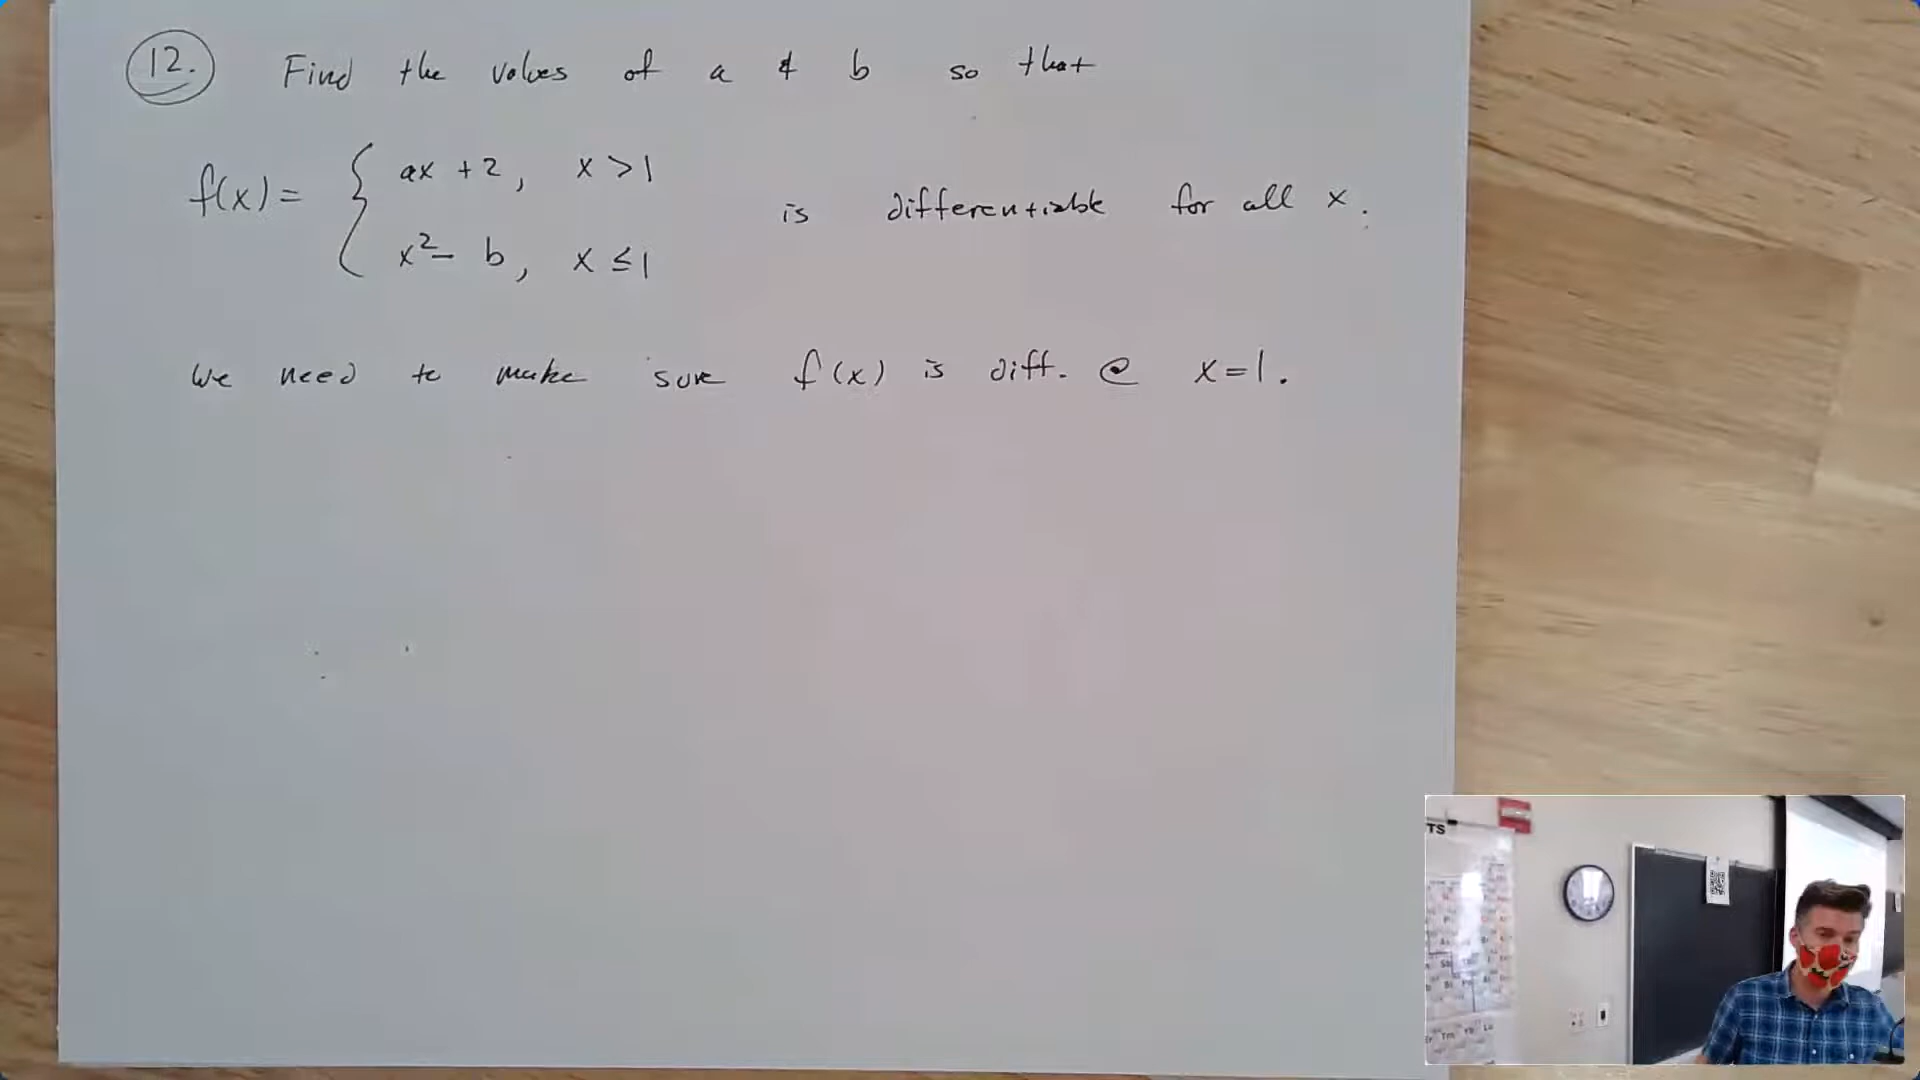 12. Find the values of a & b so that
f(x) = { ax + 2, x > 1
x² - b, x ≤ 1
is differentiable for all x.
We need to make sure f(x) is diff. @ x = 1.
TS